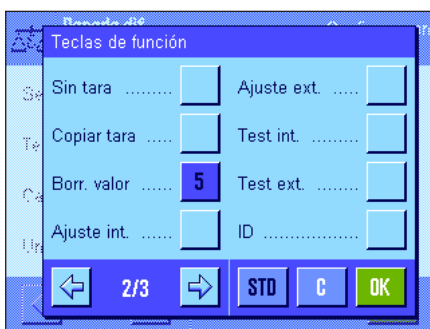 Teclas de función
Sin tara ......... Ajuste ext. .....
Copiar tara ..... Test int. ..........
Borr. valor ...... 5 Test ext. .........
Ajuste int. ...... ID .................
2/3 STD C OK